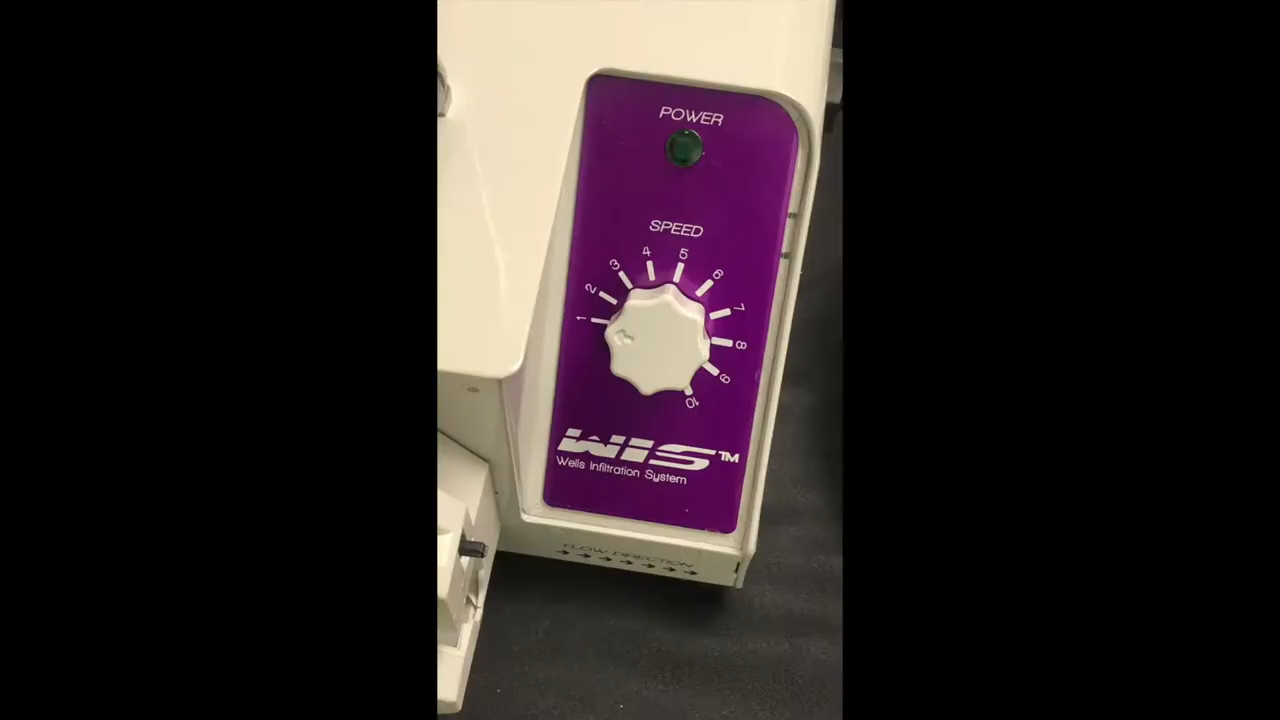 POWER
SPEED
1 2 3 4 5 6 7 8 9 10
WIS™
Wells Infiltration System
FLOW DIRECTION